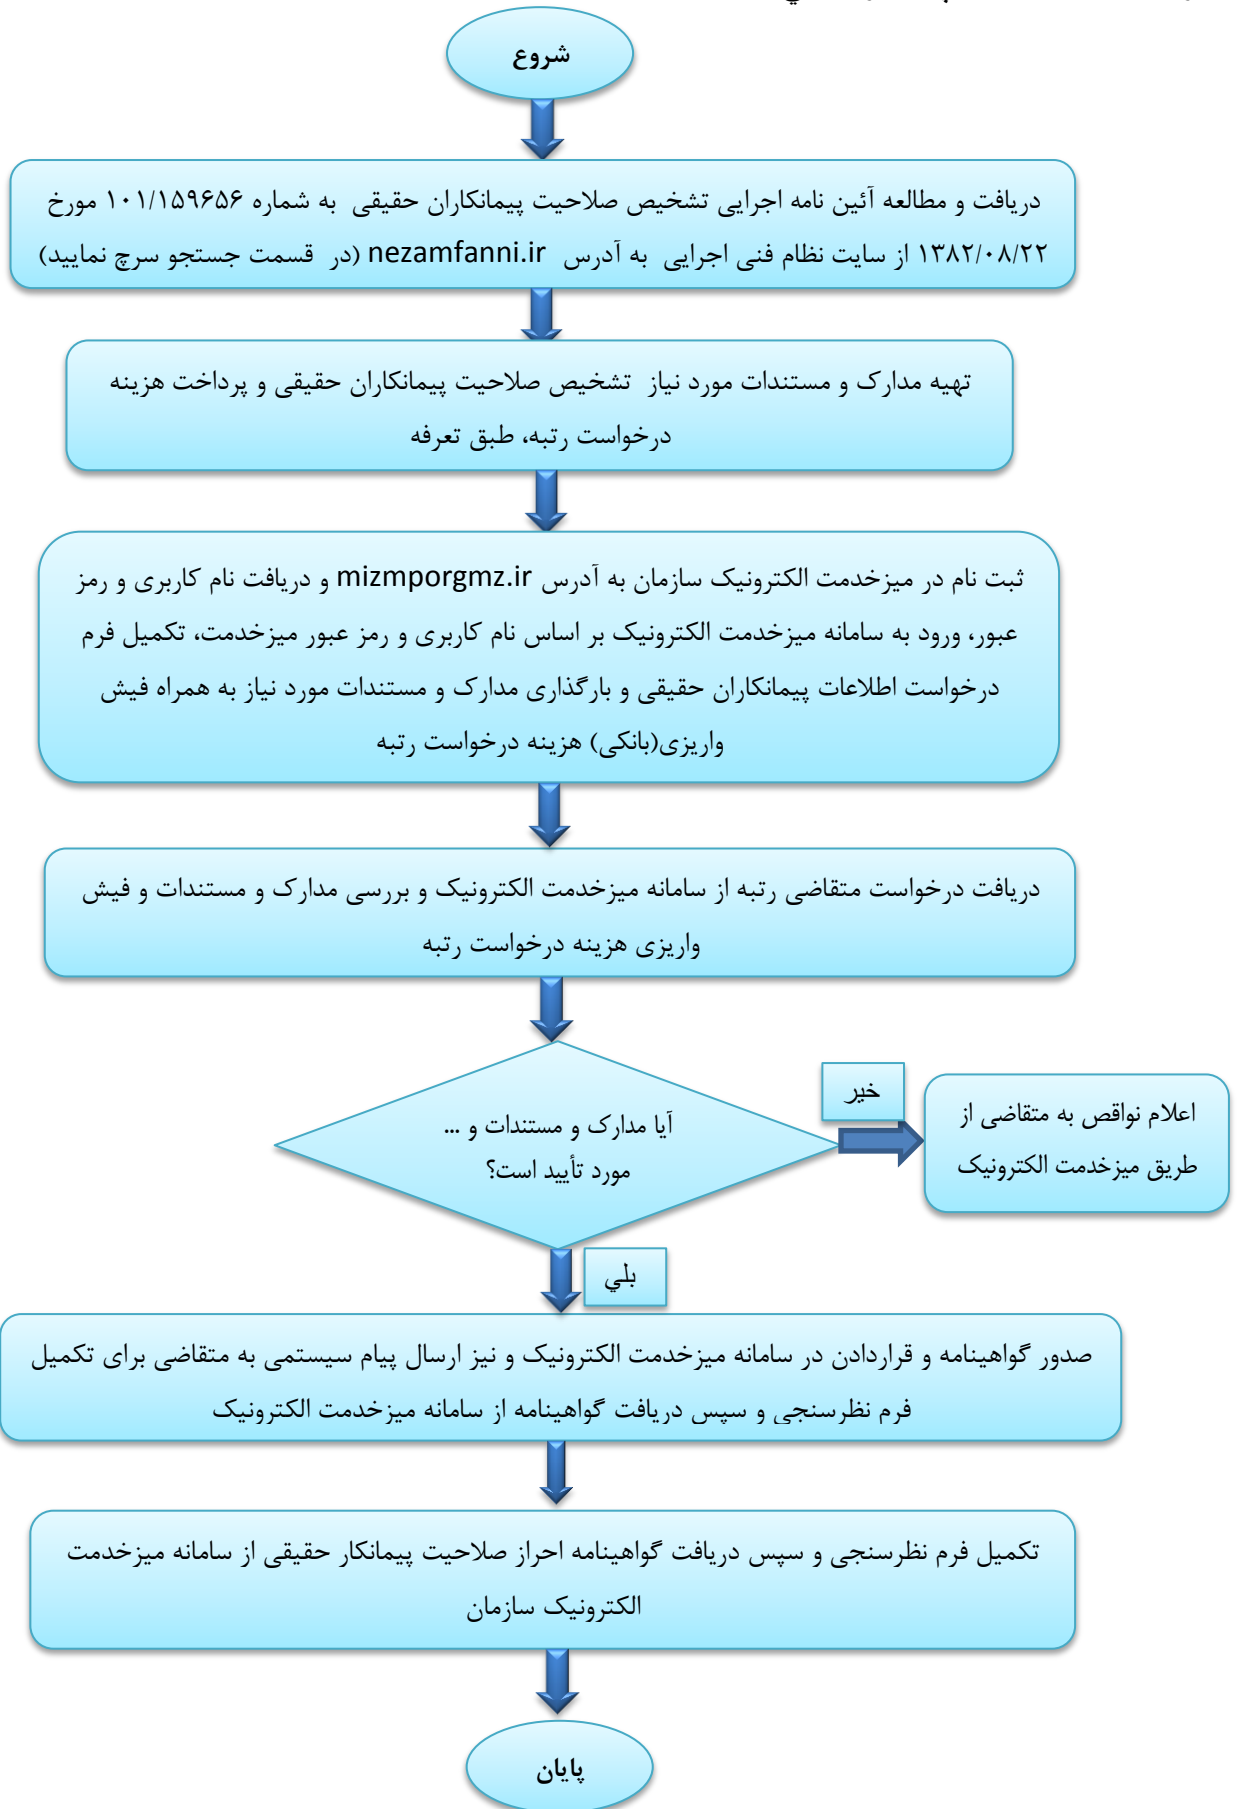 شروع
دریافت و مطالعه آئین نامه اجرایی تشخیص صلاحیت پیمانکاران حقیقی به شماره ۱۰۱/۱۵۹۶۵۶ مورخ
۱۳۸۲/۰۸/۲۲ از سایت نظام فنی اجرایی به آدرس nezamfanni.ir (در قسمت جستجو سرچ نمایید)
تهیه مدارک و مستندات مورد نیاز تشخیص صلاحیت پیمانکاران حقیقی و پرداخت هزینه
درخواست رتبه، طبق تعرفه
ثبت نام در میزخدمت الکترونیک سازمان به آدرس mizmporgmz.ir و دریافت نام کاربری و رمز
عبور، ورود به سامانه میزخدمت الکترونیک بر اساس نام کاربری و رمز عبور میزخدمت، تکمیل فرم
درخواست اطلاعات پیمانکاران حقیقی و بارگذاری مدارک و مستندات مورد نیاز به همراه فیش
واریزی(بانکی) هزینه درخواست رتبه
دریافت درخواست متقاضی رتبه از سامانه میزخدمت الکترونیک و بررسی مدارک و مستندات و فیش
واریزی هزینه درخواست رتبه
آیا مدارک و مستندات و ...
مورد تأیید است؟
خیر
اعلام نواقص به متقاضی از
طریق میزخدمت الکترونیک
بلي
صدور گواهینامه و قراردادن در سامانه میزخدمت الکترونیک و نیز ارسال پیام سیستمی به متقاضی برای تکمیل
فرم نظرسنجی و سپس دریافت گواهینامه از سامانه میزخدمت الکترونیک
تکمیل فرم نظرسنجی و سپس دریافت گواهینامه احراز صلاحیت پیمانکار حقیقی از سامانه میزخدمت
الکترونیک سازمان
پایان